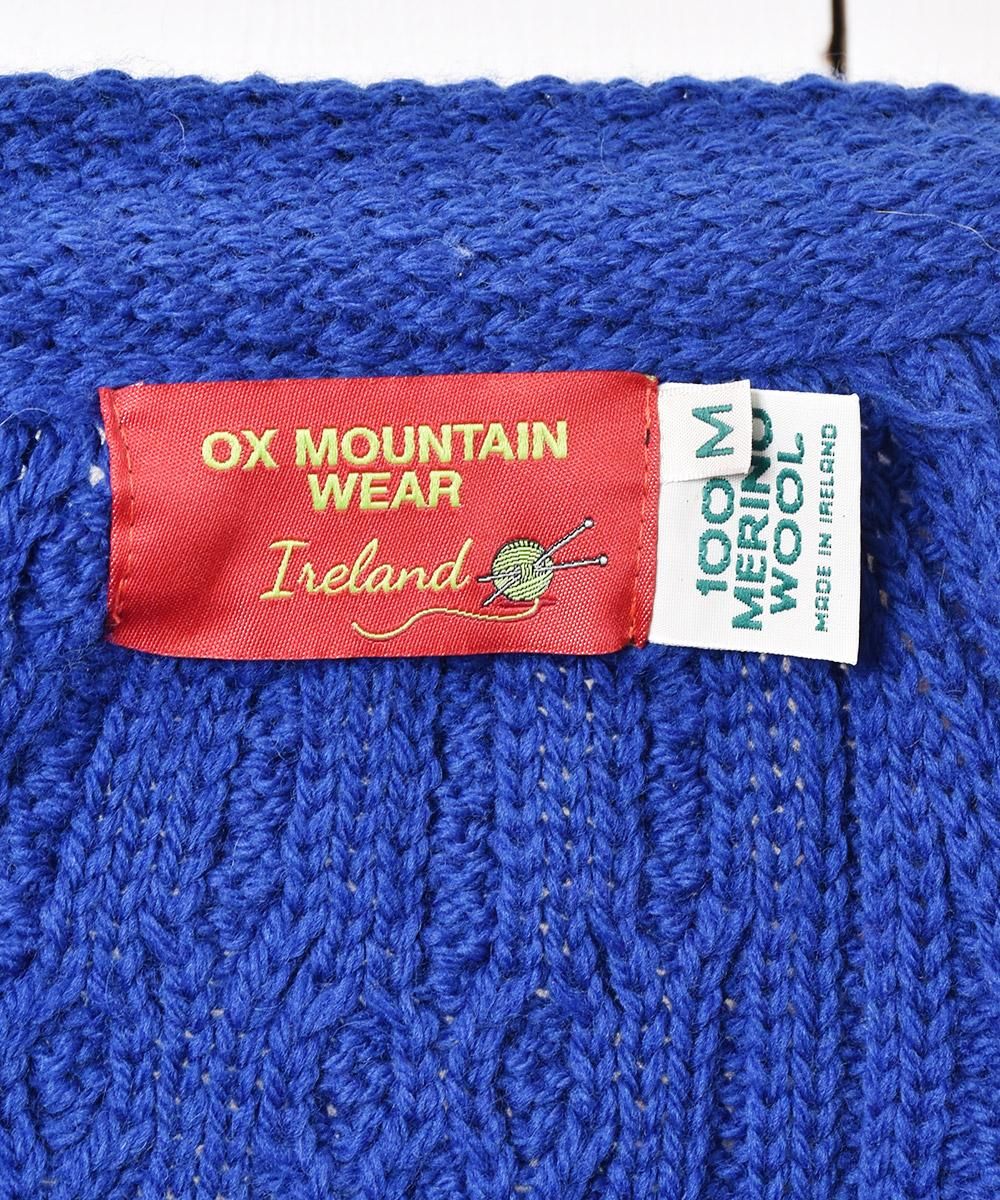 OX MOUNTAIN
WEAR
Ireland
M
100
MERINO
WOOL
MADE IN IRELAND